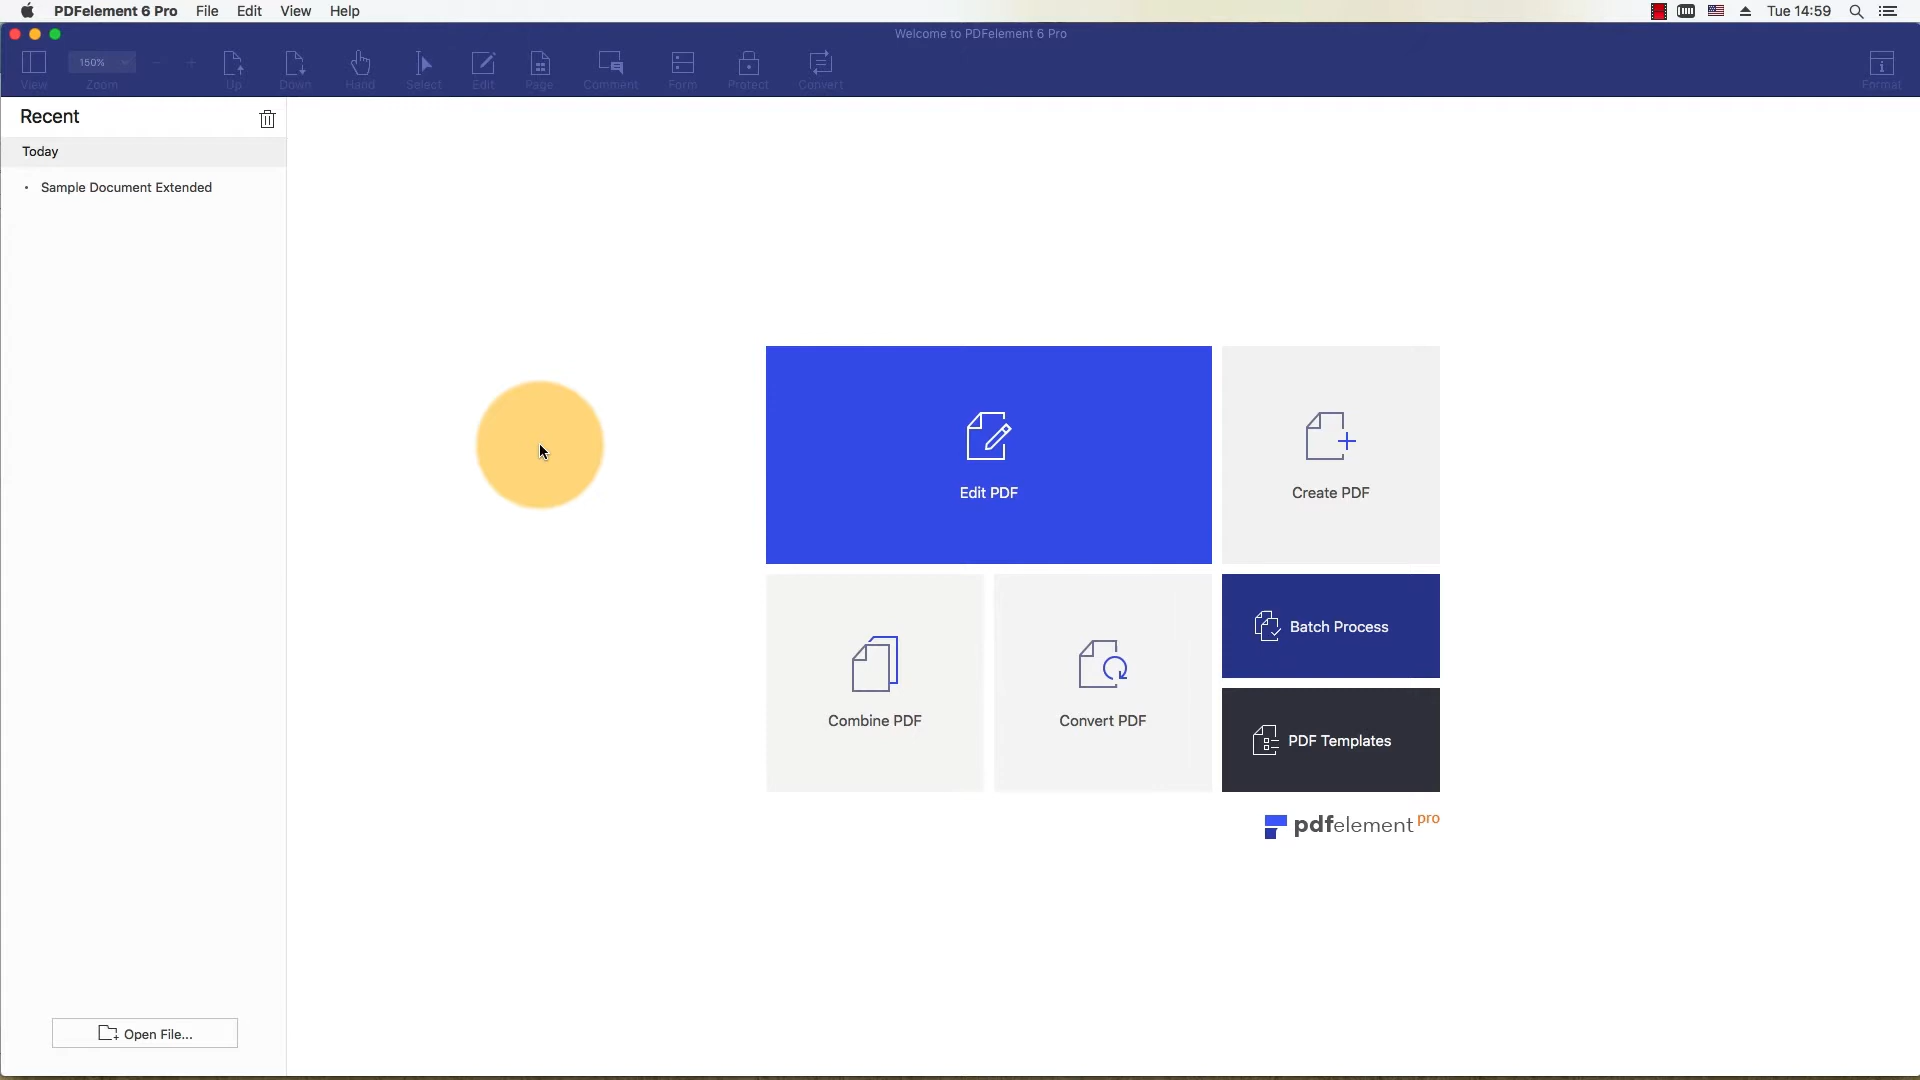 PDFelement 6 Pro File Edit View Help Tue 14:59
Welcome to PDFelement 6 Pro
150%
View Zoom Up Down Hand Select Edit Page Comment Form Protect Convert Format
Recent
Today
• Sample Document Extended
Edit PDF
Create PDF
Combine PDF
Convert PDF
Batch Process
PDF Templates
pdfelement pro
Open File...